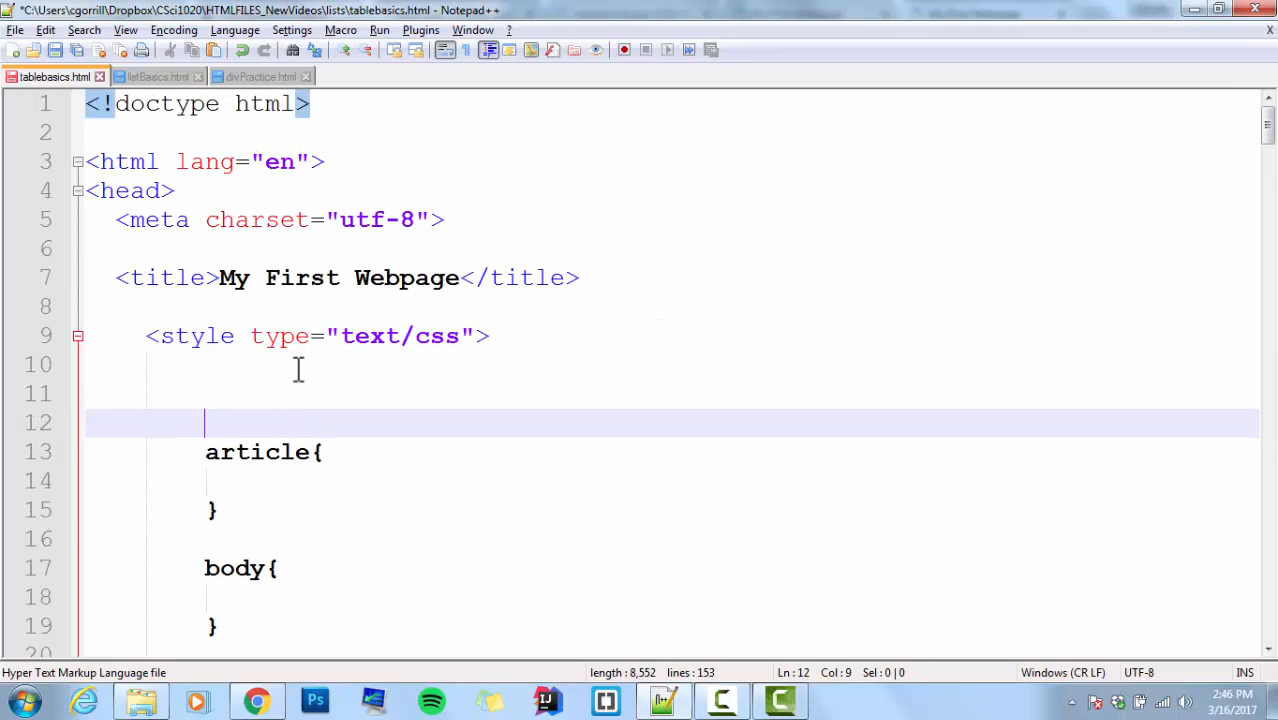 *C:\Users\cgorrill\Dropbox\CSci1020\HTMLFILES_NewVideos\lists\tablebasics.html - Notepad++
File Edit Search View Encoding Language Settings Macro Run Plugins Window ? X
tablebasics.html listBasics.html divPractice.html
1 <!doctype html>
2
3 <html lang="en">
4 <head>
5 <meta charset="utf-8">
6
7 <title>My First Webpage</title>
8
9 <style type="text/css">
10
11
12
13 article{
14
15 }
16
17 body{
18
19 }
20
Hyper Text Markup Language file length : 8,552 lines : 153 Ln : 12 Col : 9 Sel : 0 | 0 Windows (CR LF) UTF-8 INS
Ps IJ 2:46 PM
3/16/2017